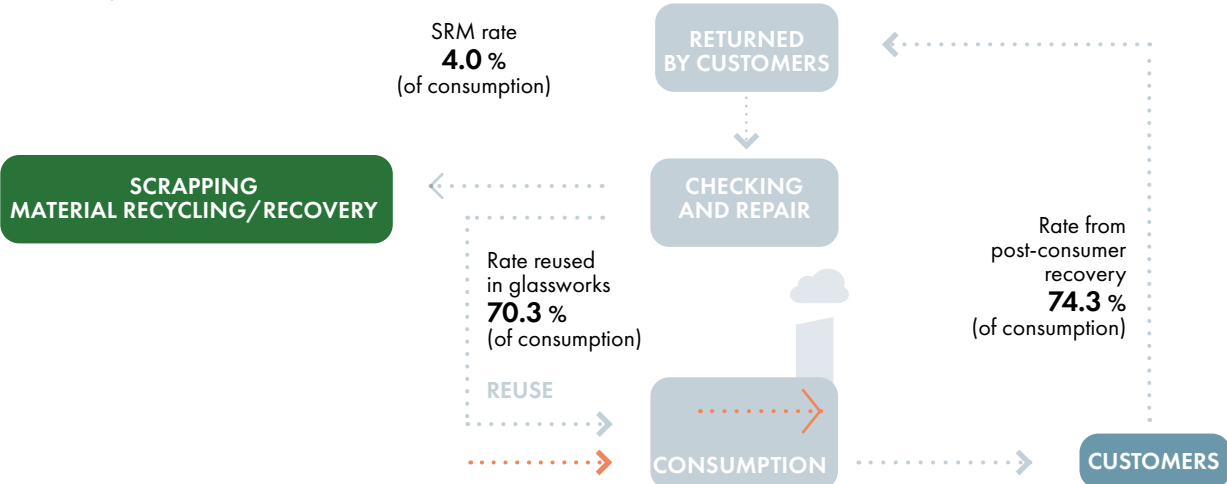 SRM rate
4.0 %
(of consumption)
RETURNED
BY CUSTOMERS
SCRAPPING
MATERIAL RECYCLING/RECOVERY
CHECKING
AND REPAIR
Rate from
post-consumer
recovery
74.3 %
(of consumption)
Rate reused
in glassworks
70.3 %
(of consumption)
REUSE
CONSUMPTION
CUSTOMERS